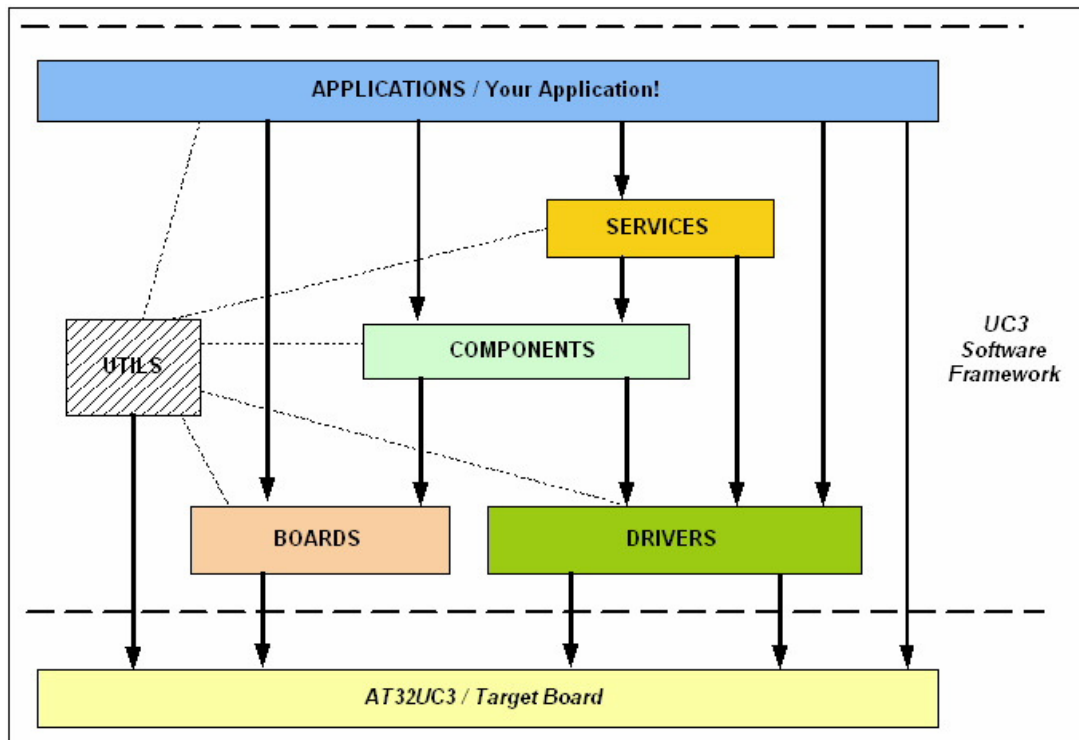 APPLICATIONS / Your Application!
SERVICES
UTILS
COMPONENTS
UC3
Software
Framework
BOARDS
DRIVERS
AT32UC3 / Target Board